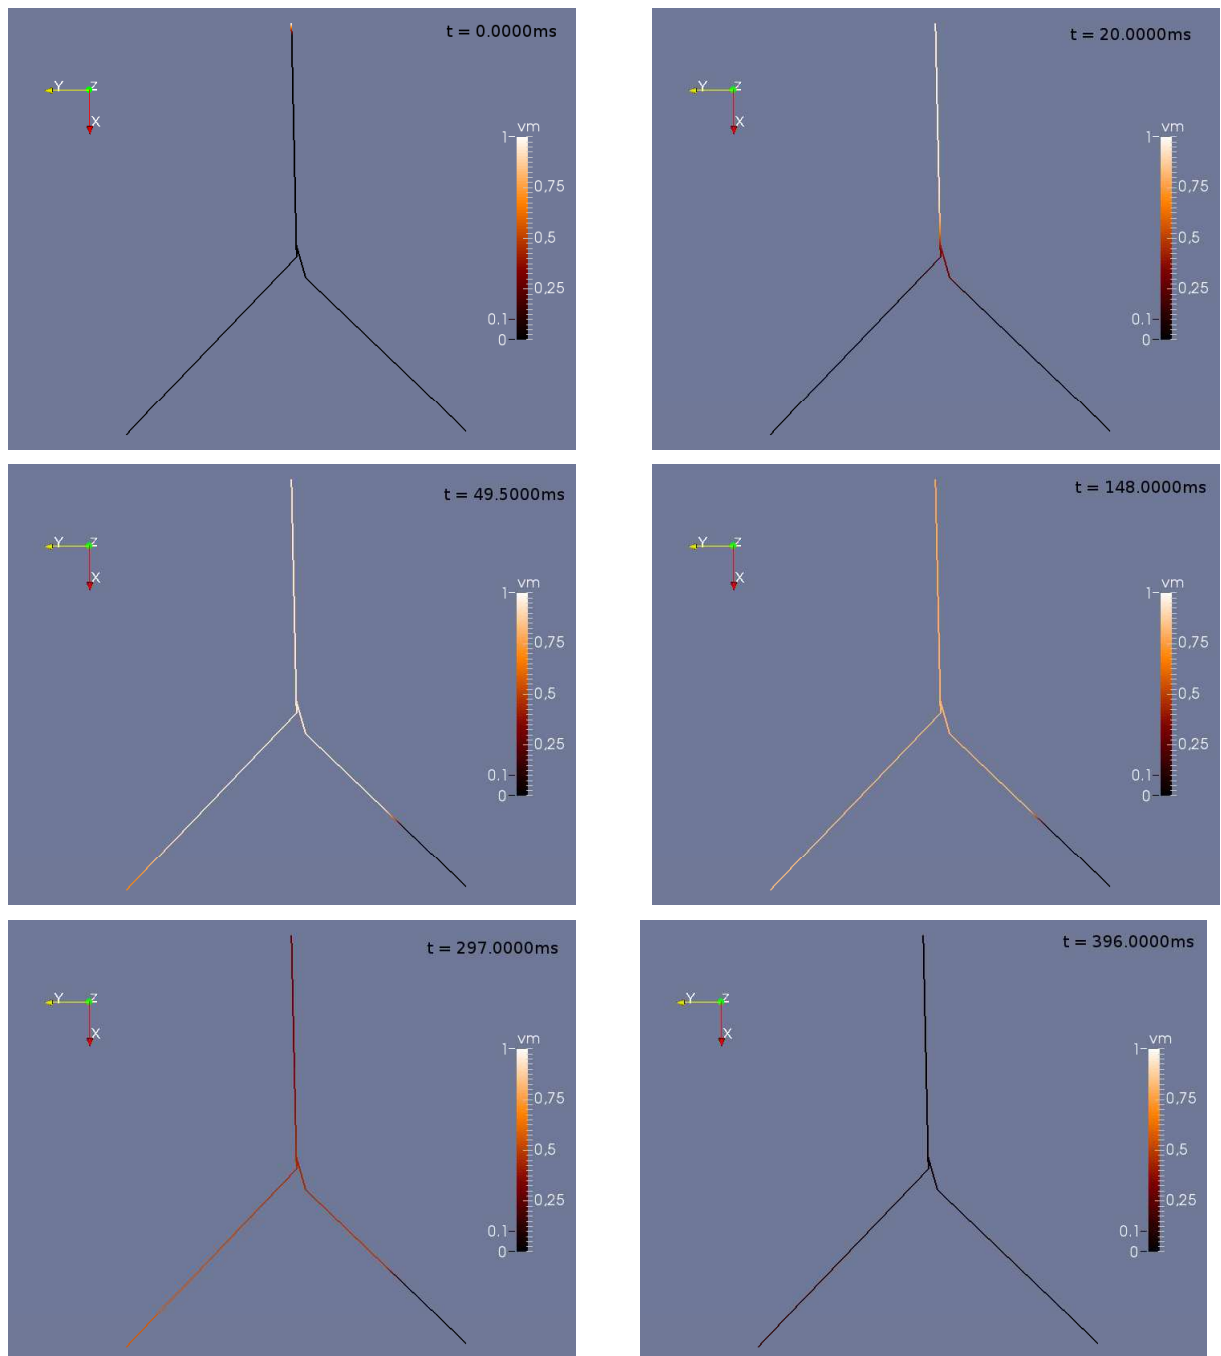 t = 0.0000ms
Y Z
X
vm
1
0,75
0,5
0,25
0.1
0
t = 20.0000ms
Y Z
X
vm
1
0,75
0,5
0,25
0.1
0
t = 49.5000ms
Y Z
X
vm
1
0,75
0,5
0,25
0.1
0
t = 148.0000ms
Y Z
X
vm
1
0,75
0,5
0,25
0.1
0
t = 297.0000ms
Y Z
X
vm
1
0,75
0,5
0,25
0.1
0
t = 396.0000ms
Y Z
X
vm
1
0,75
0,5
0,25
0.1
0